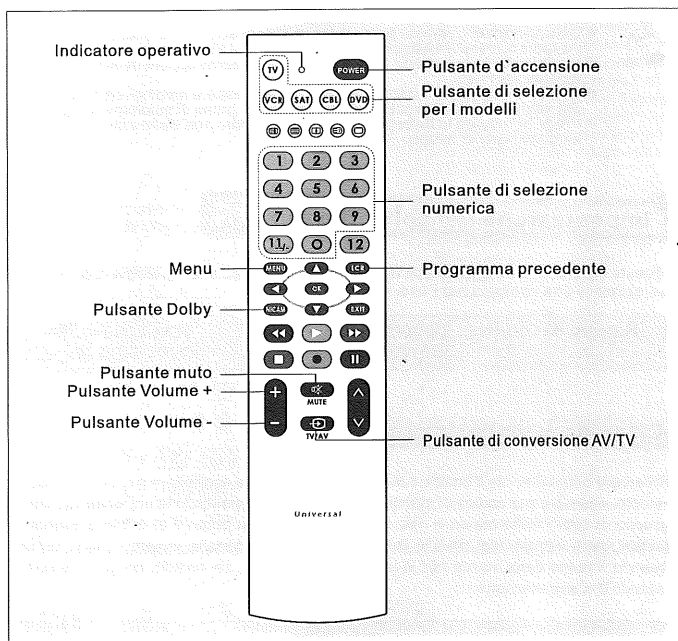 Indicatore operativo
TV
POWER
Pulsante d`accensione
VCR SAT CBL DVD
Pulsante di selezione
per I modelli
1 2 3
4 5 6
7 8 9
11/- 0 12
Pulsante di selezione
numerica
Menu
MENU
LCR
Programma precedente
OK
Pulsante Dolby
NICAM
EXIT
Pulsante muto
Pulsante Volume +
+
MUTE
Pulsante Volume -
-
TV/AV
Pulsante di conversione AV/TV
Universal